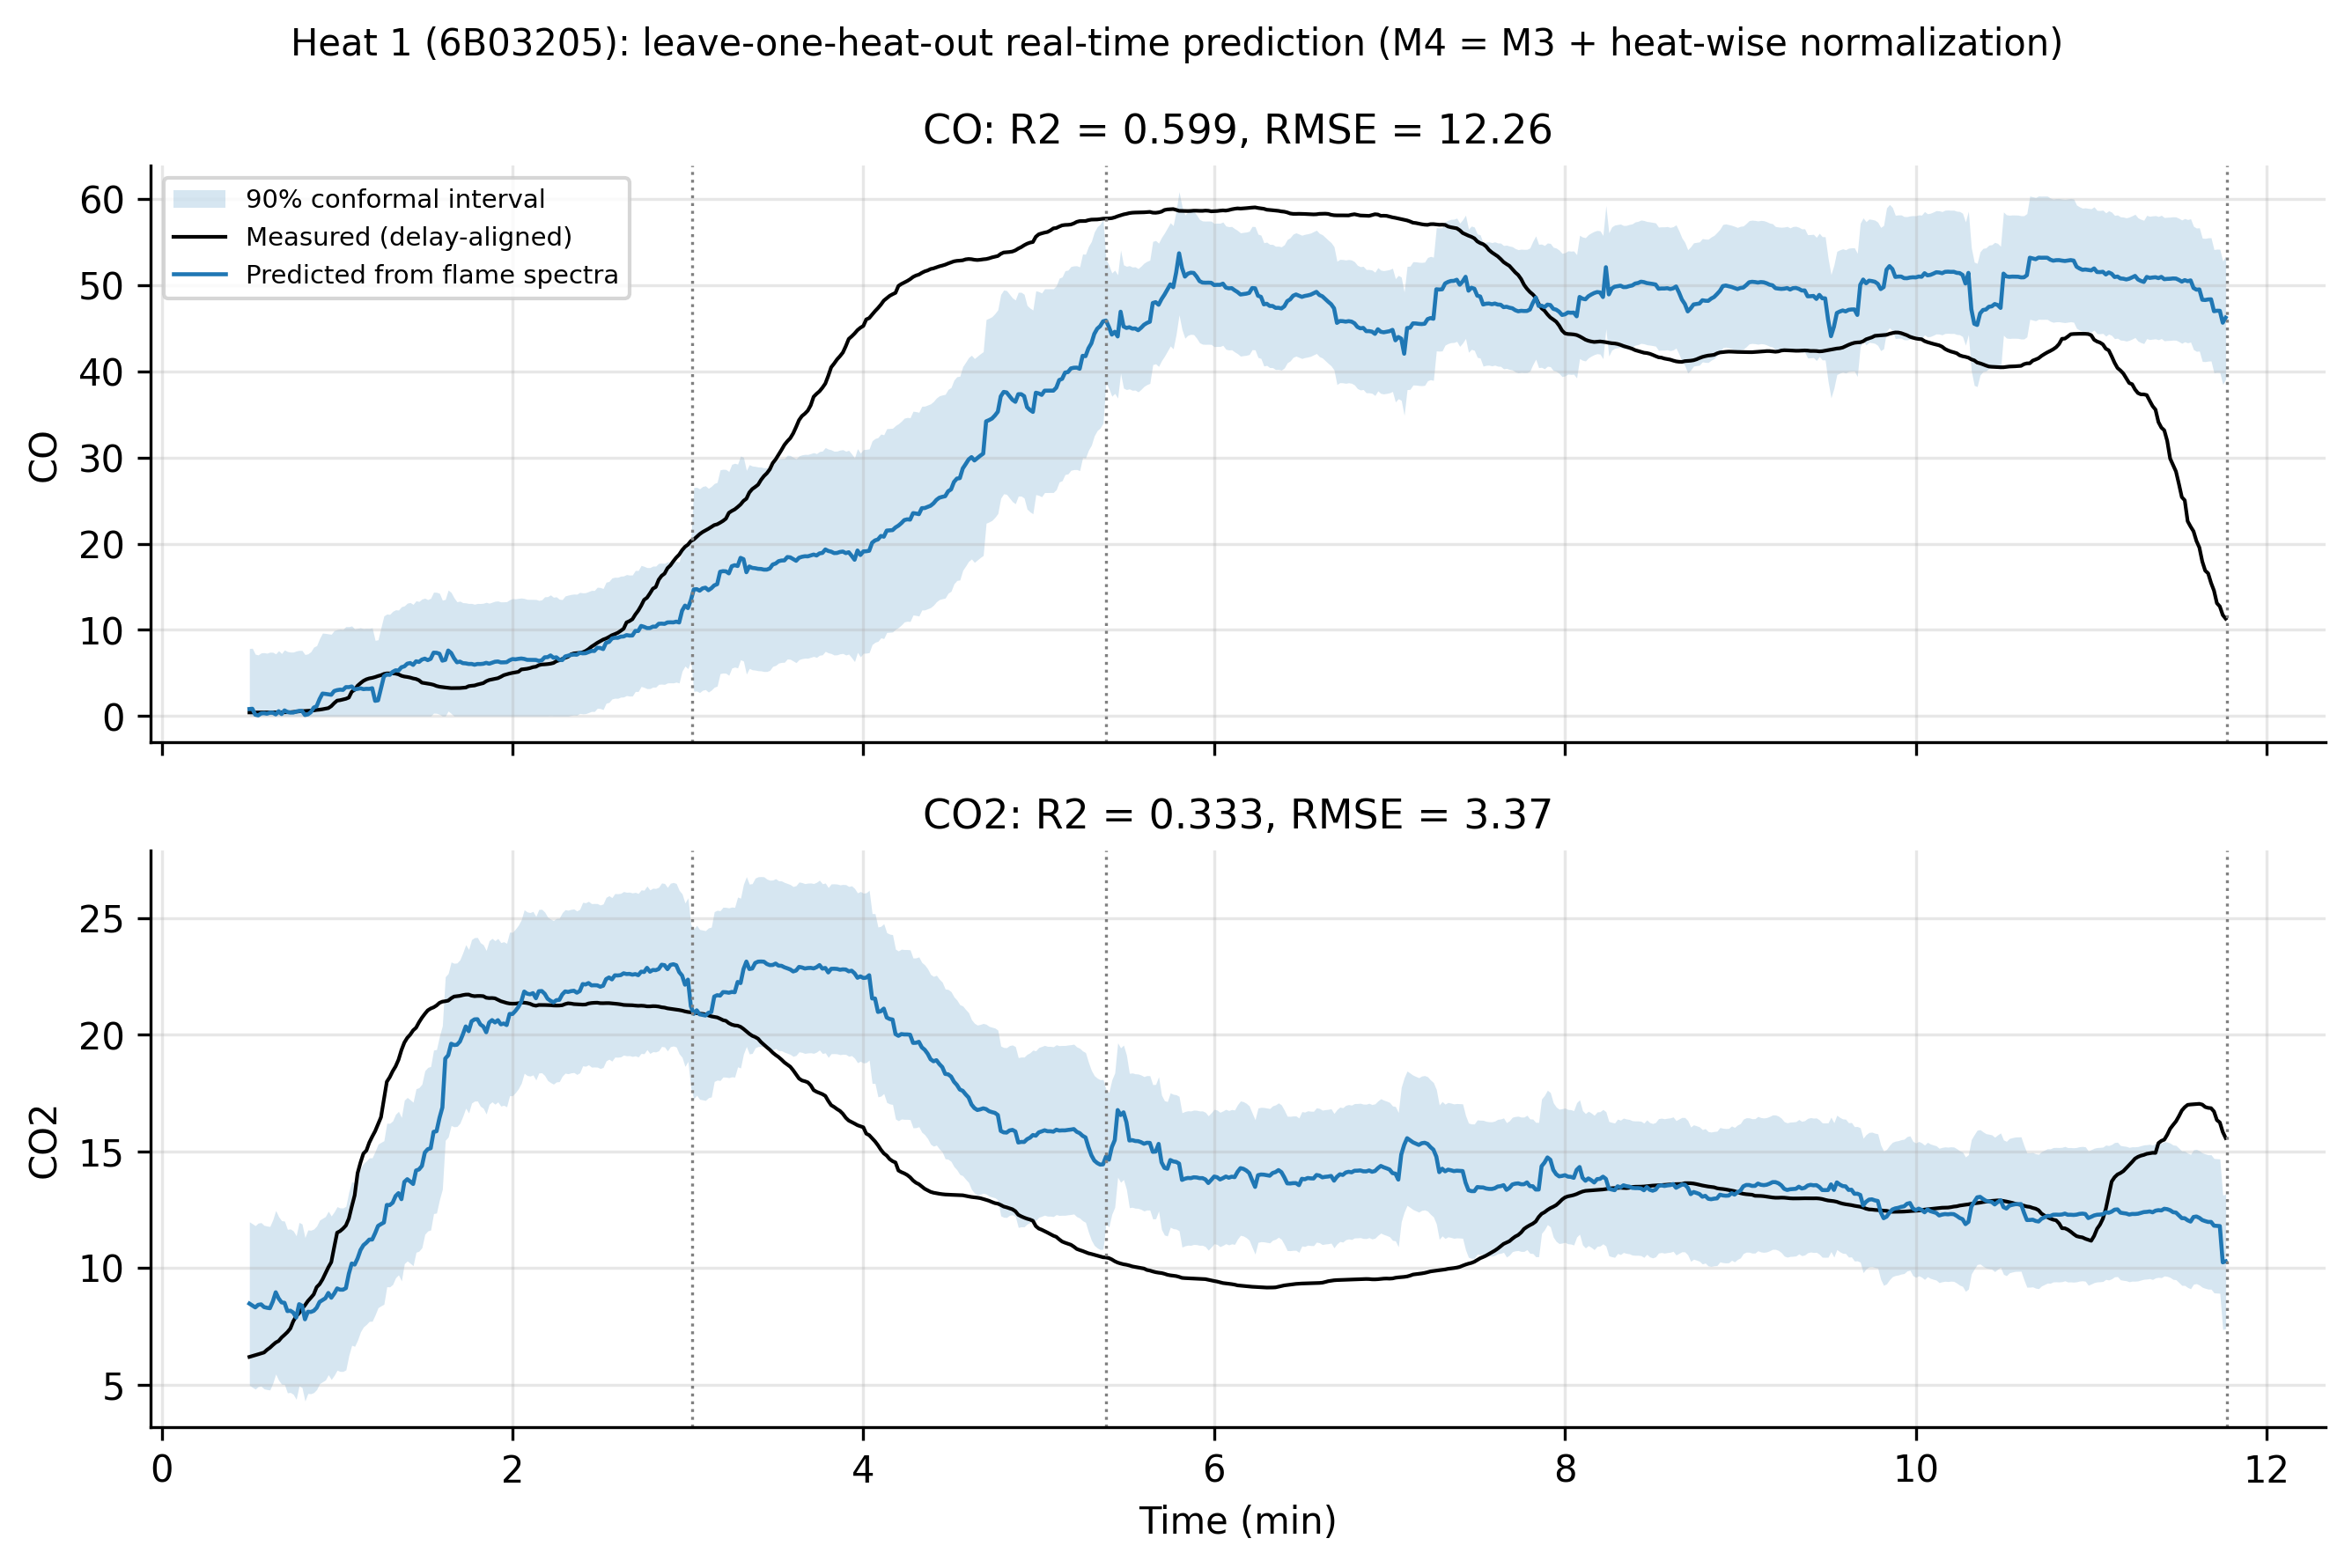 Heat 1 (6B03205): leave-one-heat-out real-time prediction (M4 = M3 + heat-wise normalization)
CO: R2 = 0.599, RMSE = 12.26
90% conformal interval
Measured (delay-aligned)
Predicted from flame spectra
CO
60
50
40
30
20
10
0
CO2: R2 = 0.333, RMSE = 3.37
CO2
25
20
15
10
5
0 2 4 6 8 10 12
Time (min)